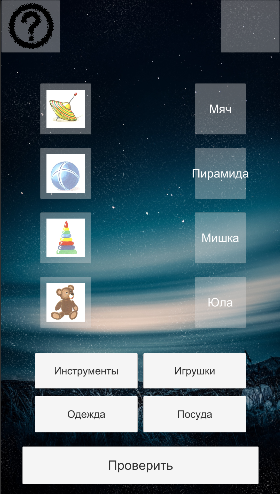 ?
Мяч
Пирамида
Мишка
Юла
Инструменты
Игрушки
Одежда
Посуда
Проверить